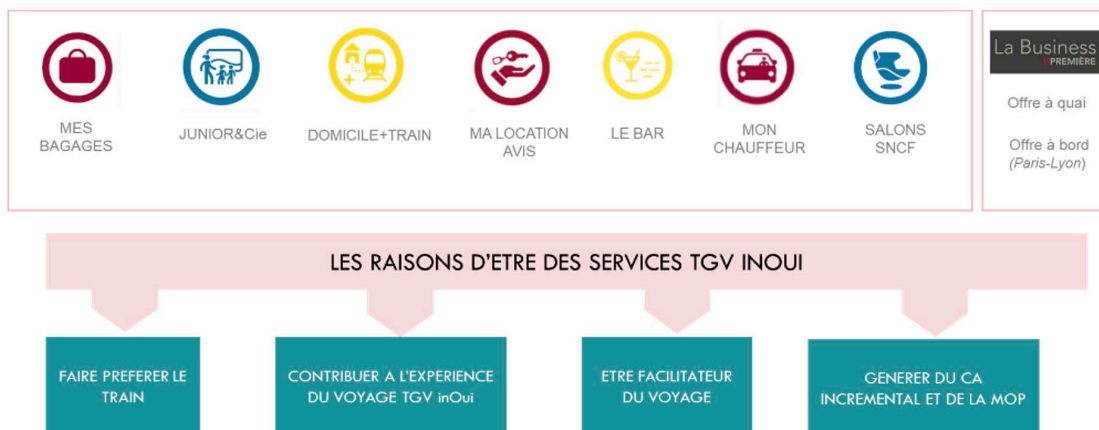 MES
BAGAGES
JUNIOR&Cie
DOMICILE+TRAIN
MA LOCATION
AVIS
LE BAR
MON
CHAUFFEUR
SALONS
SNCF
La Business
PREMIÈRE
Offre à quai
Offre à bord
(Paris-Lyon)
LES RAISONS D'ETRE DES SERVICES TGV INOUI
FAIRE PREFERER LE
TRAIN
CONTRIBUER A L'EXPERIENCE
DU VOYAGE TGV inOui
ETRE FACILITATEUR
DU VOYAGE
GENERER DU CA
INCREMENTAL ET DE LA MOP